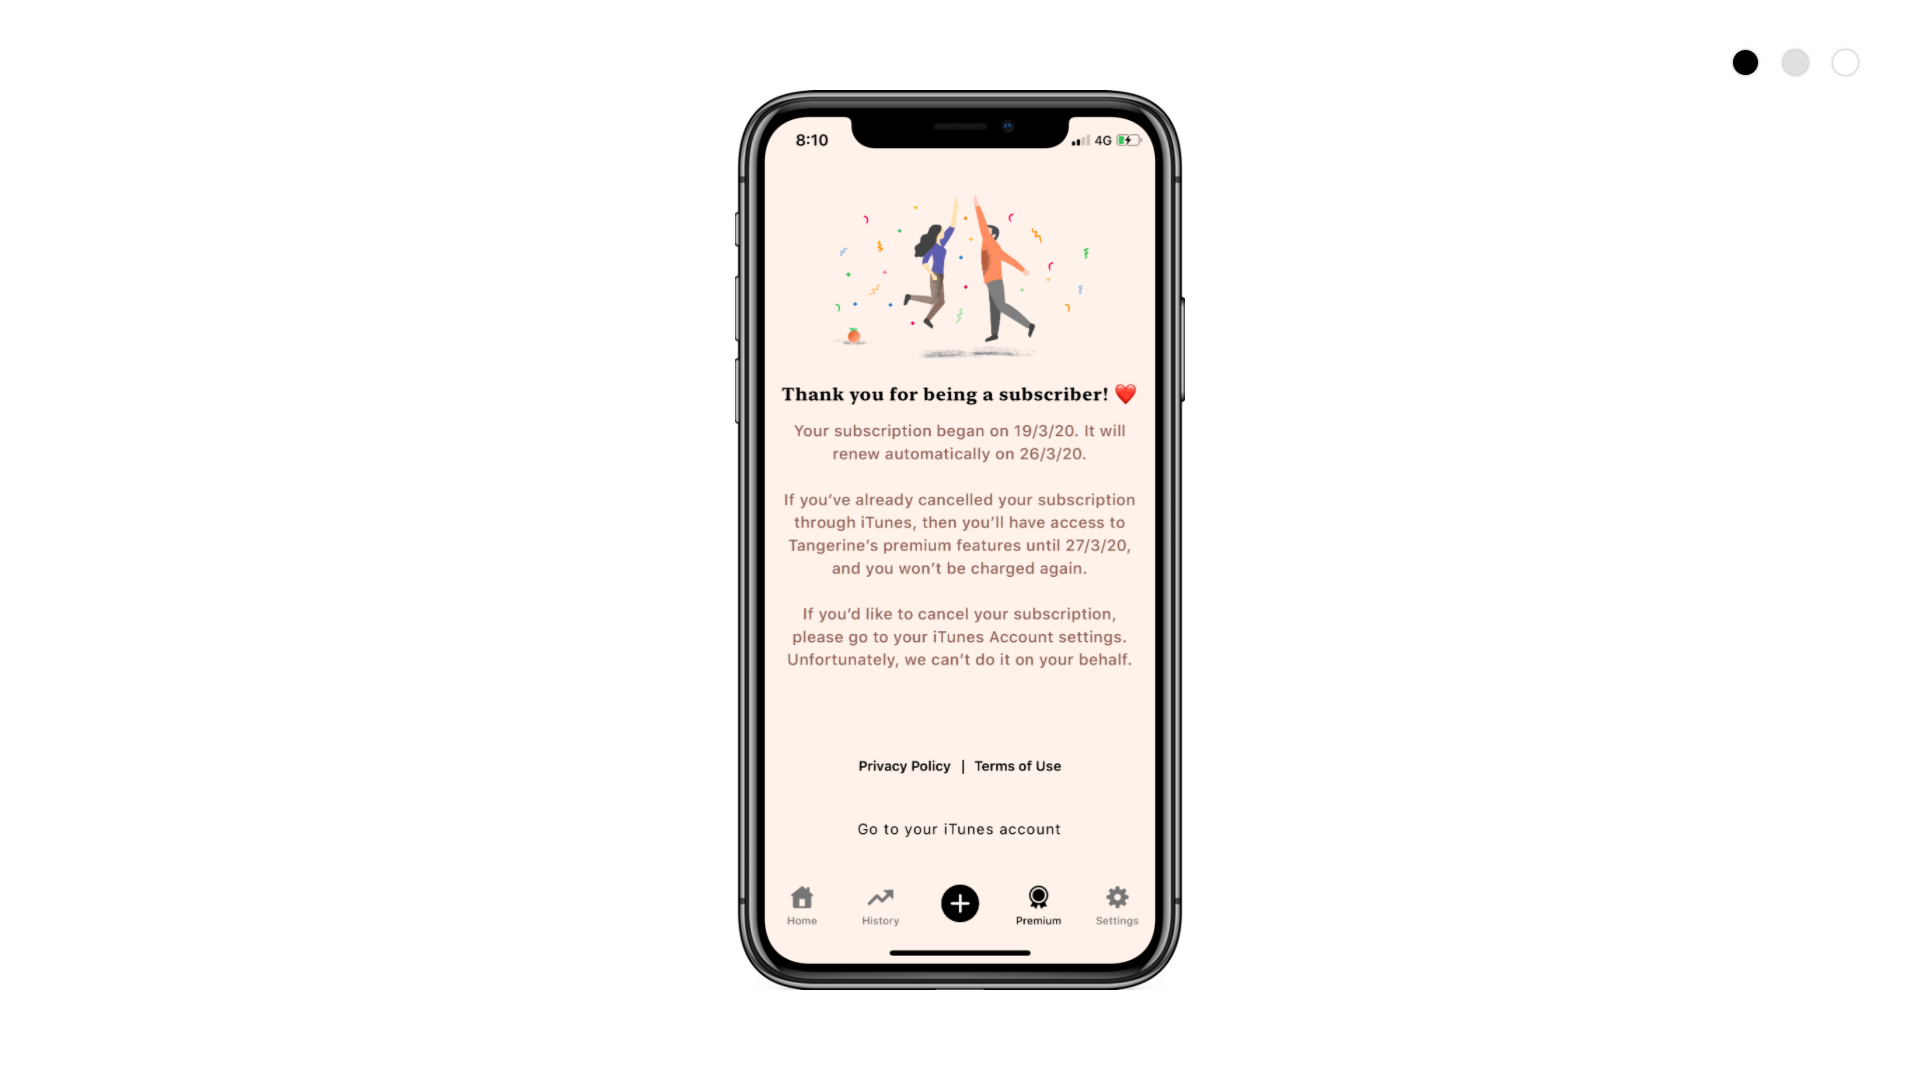 8:10
4G
Thank you for being a subscriber! ❤️
Your subscription began on 19/3/20. It will
renew automatically on 26/3/20.
If you’ve already cancelled your subscription
through iTunes, then you’ll have access to
Tangerine’s premium features until 27/3/20,
and you won’t be charged again.
If you’d like to cancel your subscription,
please go to your iTunes Account settings.
Unfortunately, we can’t do it on your behalf.
Privacy Policy | Terms of Use
Go to your iTunes account
Home
History
Premium
Settings